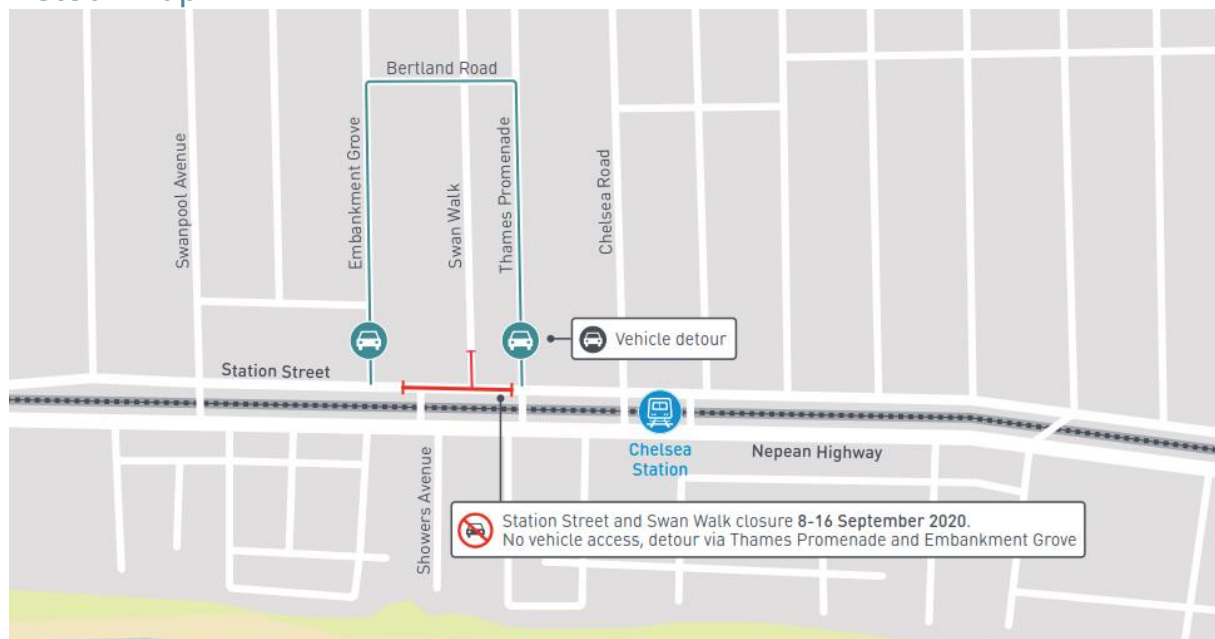 Bertland Road
Swanpool Avenue
Embankment Grove
Swan Walk
Thames Promenade
Chelsea Road
Vehicle detour
Station Street
Chelsea
Station
Nepean Highway
Showers Avenue
Station Street and Swan Walk closure 8-16 September 2020.
No vehicle access, detour via Thames Promenade and Embankment Grove